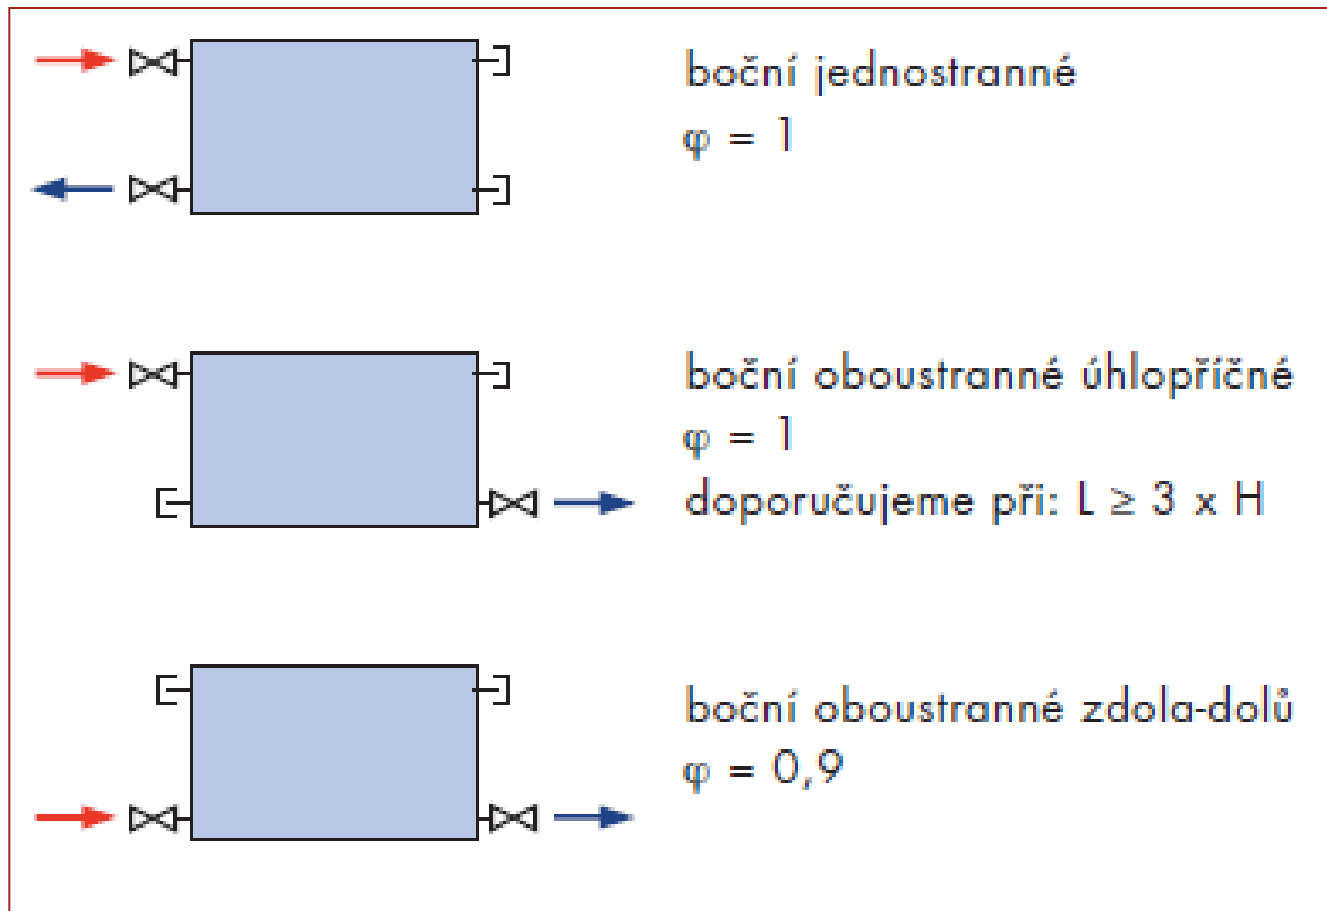 boční jednostranné
φ = 1
boční oboustranné úhlopříčné
φ = 1
doporučujeme při: L ≥ 3 x H
boční oboustranné zdola-dolů
φ = 0,9